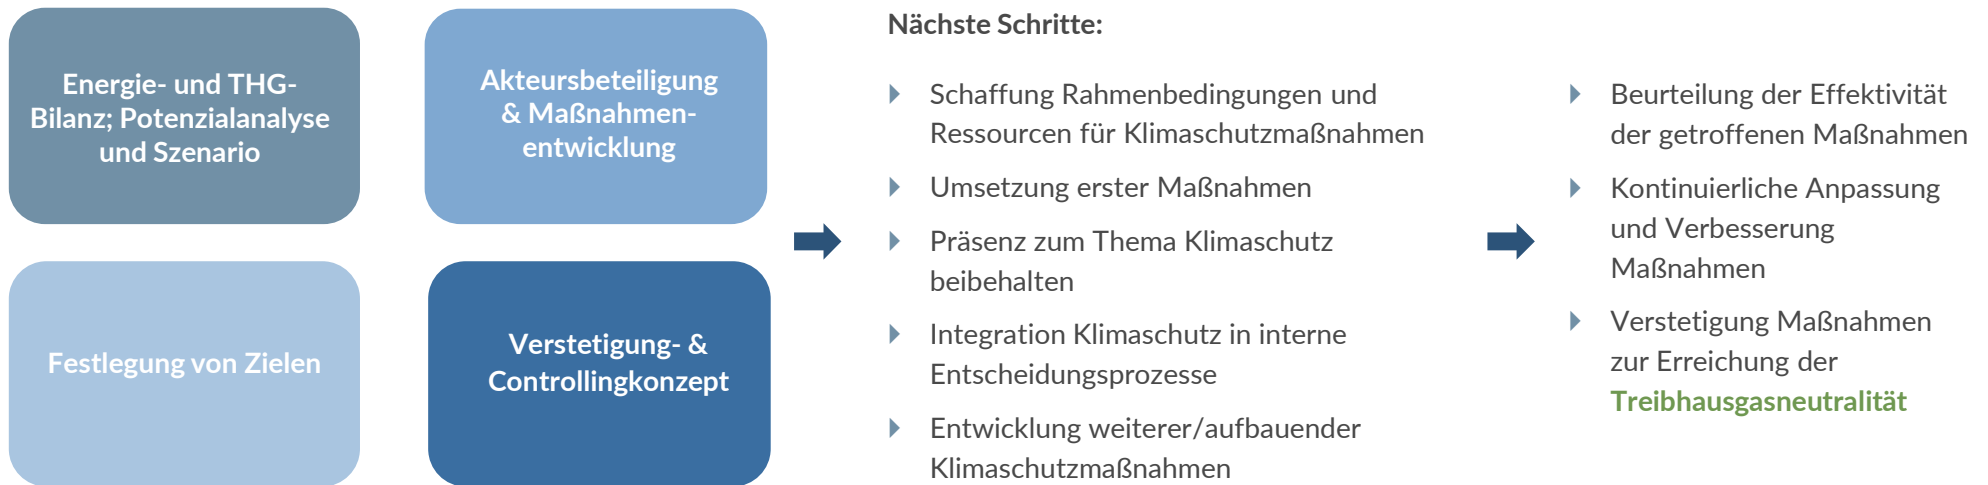 Energie- und THG-
Bilanz; Potenzialanalyse
und Szenario
Akteursbeteiligung
& Maßnahmen-
entwicklung
Festlegung von Zielen
Verstetigung- &
Controllingkonzept
Nächste Schritte:
Schaffung Rahmenbedingungen und
Ressourcen für Klimaschutzmaßnahmen
Umsetzung erster Maßnahmen
Präsenz zum Thema Klimaschutz
beibehalten
Integration Klimaschutz in interne
Entscheidungsprozesse
Entwicklung weiterer/aufbauender
Klimaschutzmaßnahmen
Beurteilung der Effektivität
der getroffenen Maßnahmen
Kontinuierliche Anpassung
und Verbesserung
Maßnahmen
Verstetigung Maßnahmen
zur Erreichung der
Treibhausgasneutralität